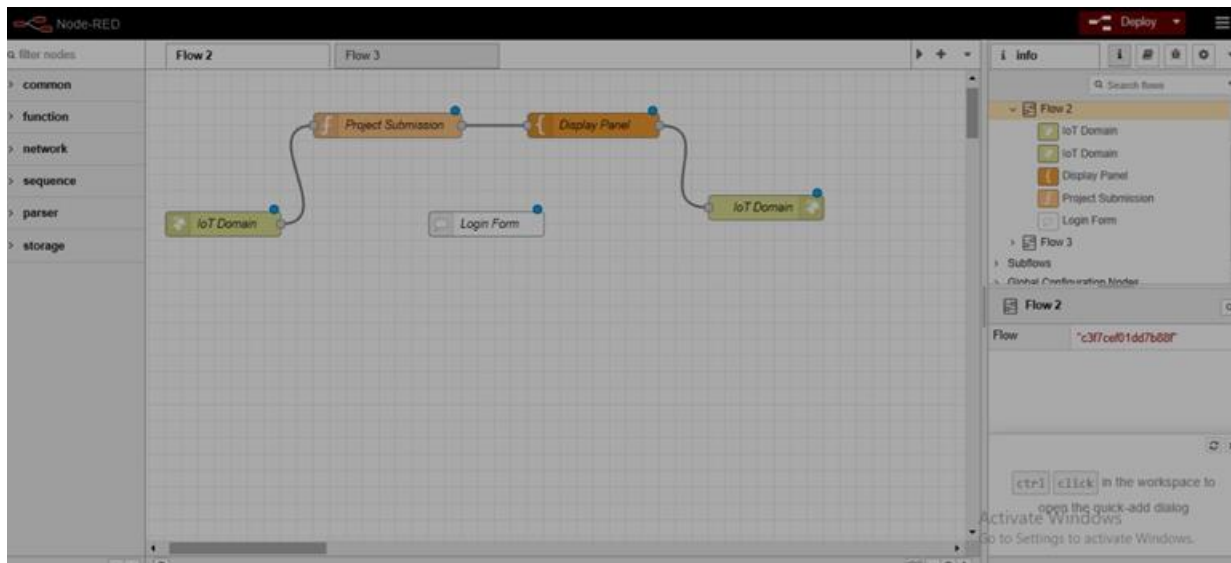 Node-RED
Deploy
filter nodes
Flow 2
Flow 3
i info
i
common
Search flows
function
network
sequence
parser
storage
Project Submission
Display Panel
IoT Domain
Login Form
IoT Domain
Flow 2
IoT Domain
IoT Domain
Display Panel
Project Submission
Login Form
Flow 3
Subflows
Global Configuration Nodes
Flow 2
Flow
ctrl click in the workspace to
open the quick-add dialog
Activate Windows
Go to Settings to activate Windows.